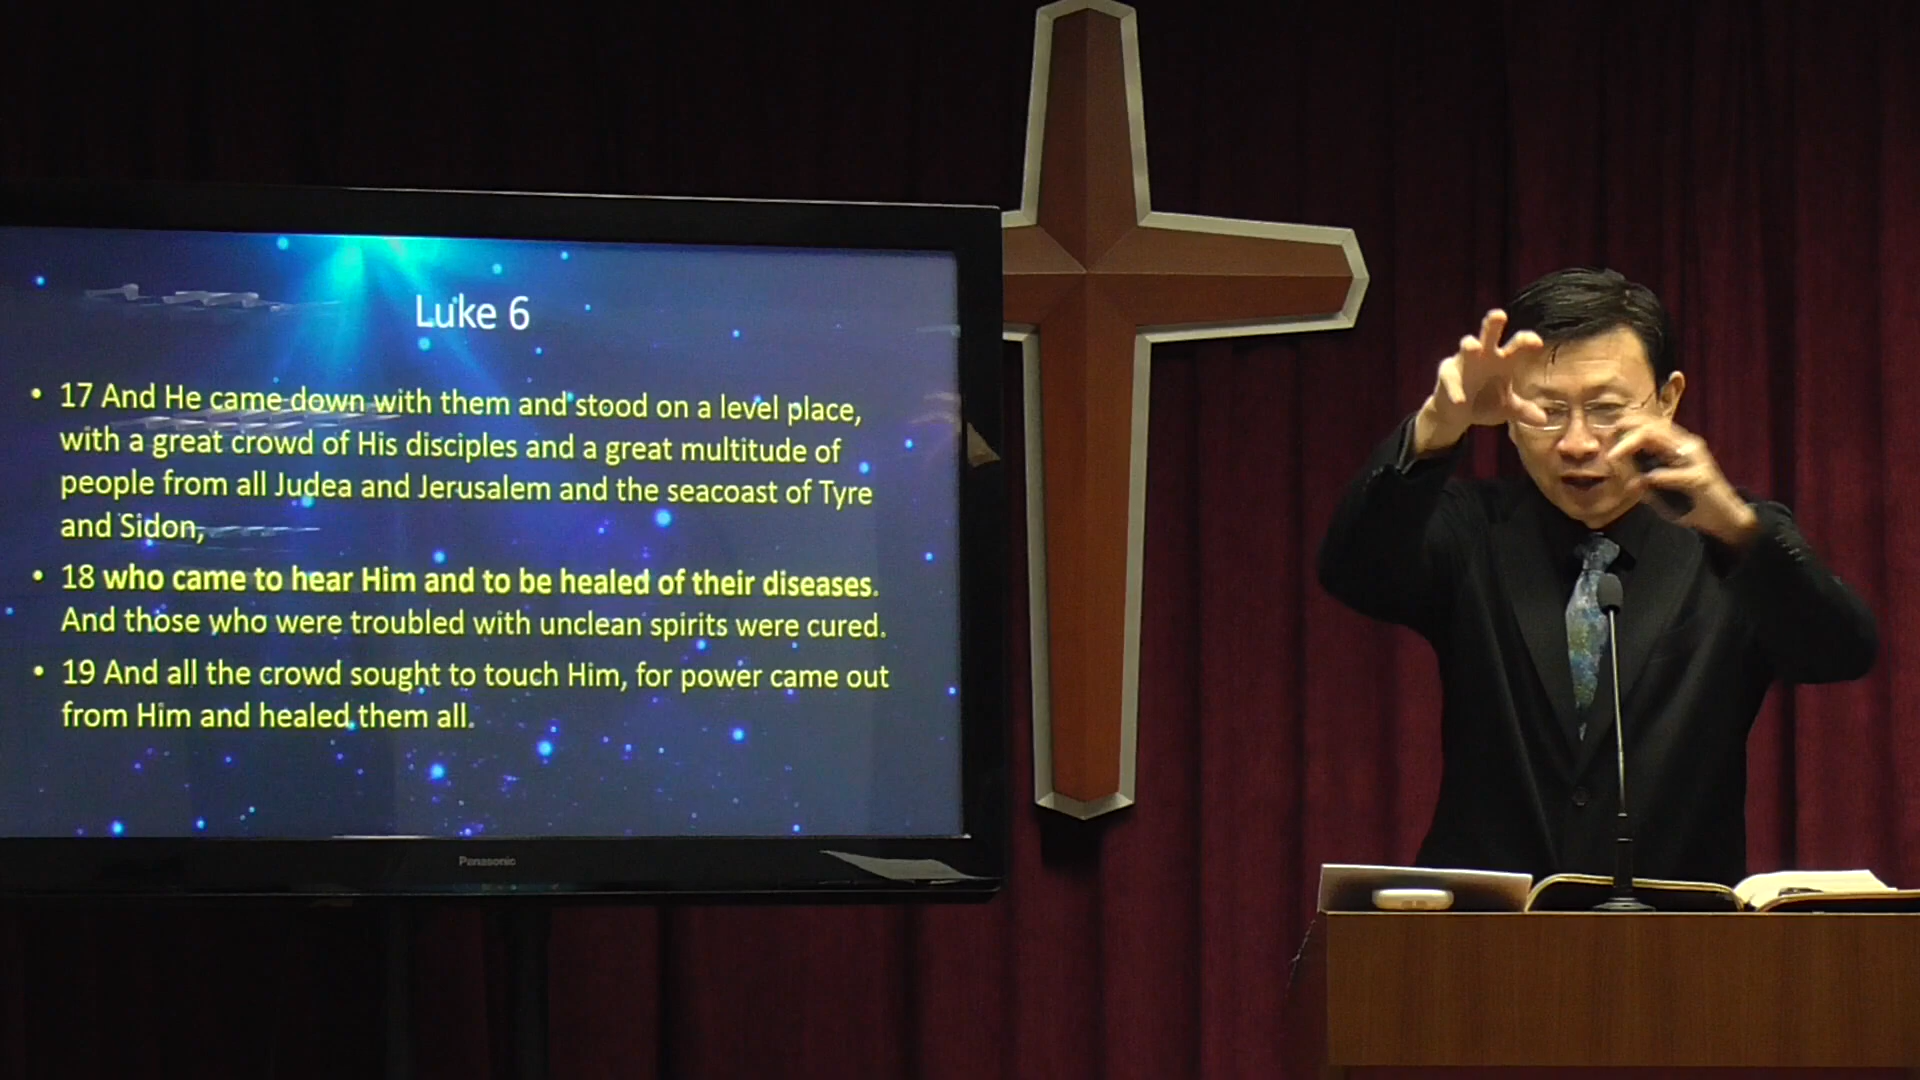 Luke 6
• 17 And He came down with them and stood on a level place,
with a great crowd of His disciples and a great multitude of
people from all Judea and Jerusalem and the seacoast of Tyre
and Sidon,
• 18 who came to hear Him and to be healed of their diseases.
And those who were troubled with unclean spirits were cured.
• 19 And all the crowd sought to touch Him, for power came out
from Him and healed them all.
Panasonic